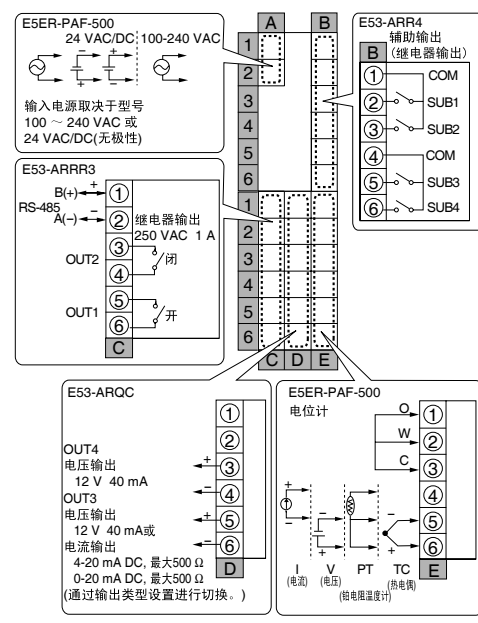 E5ER-PAF-500
24 VAC/DC 100-240 VAC
输入电源取决于型号
100 ~ 240 VAC 或
24 VAC/DC(无极性)
A
B
1
2
3
4
5
6
1
2
3
4
5
6
C D E
E53-ARR4
辅助输出
(继电器输出)
B
① COM
② SUB1
③ SUB2
④ COM
⑤ SUB3
⑥ SUB4
E53-ARRR3
B(+) + ①
RS-485
A(−) − ②
继电器输出
250 VAC 1 A
③
OUT2 闭
④
⑤
OUT1 开
⑥
C
E53-ARQC
①
②
OUT4
电压输出 + ③
12 V 40 mA − ④
OUT3
电压输出 + ⑤
12 V 40 mA或
电流输出 − ⑥
4-20 mA DC, 最大500 Ω
0-20 mA DC, 最大500 Ω
D
(通过输出类型设置进行切换。)
E5ER-PAF-500
电位计
O ①
W ②
C ③
④
⑤
⑥
+ − − +
− + − +
I V PT TC
(电流) (电压) (热电偶)
(铂电阻温度计)
E